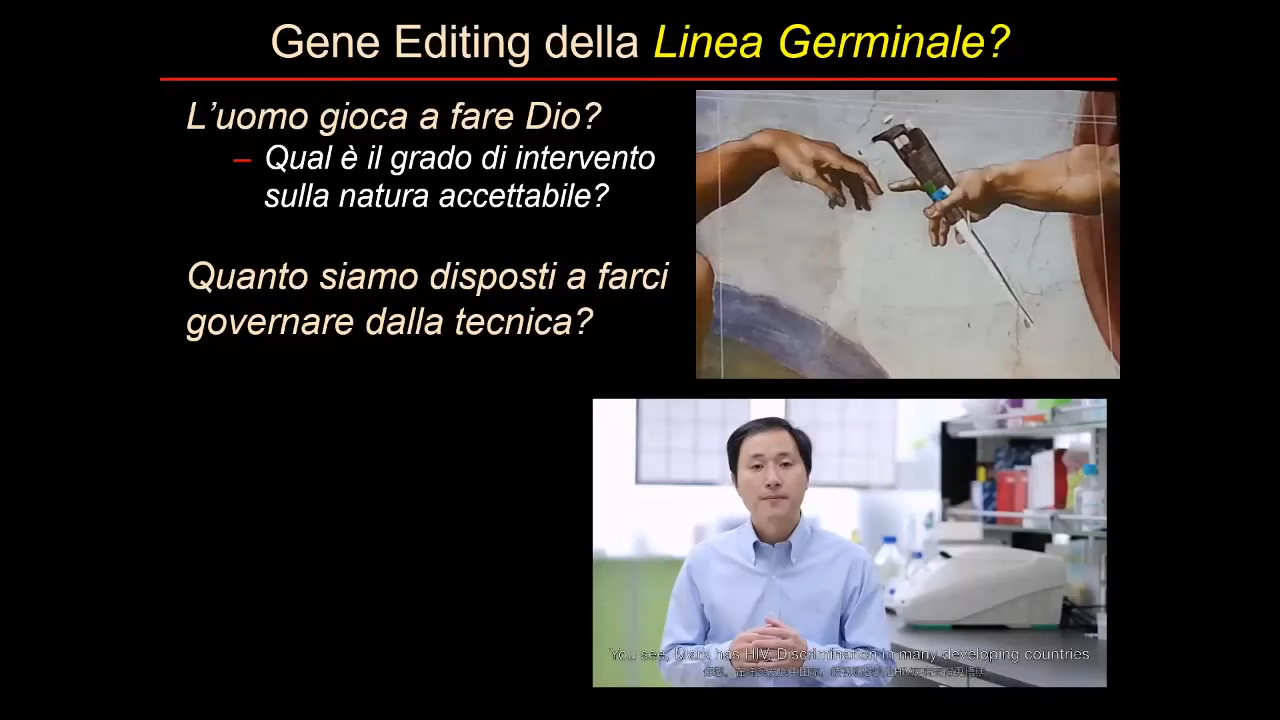 Gene Editing della Linea Germinale?
L'uomo gioca a fare Dio?
– Qual è il grado di intervento
sulla natura accettabile?
Quanto siamo disposti a farci
governare dalla tecnica?
You see, Mark has HIV. Discrimination in many developing countries